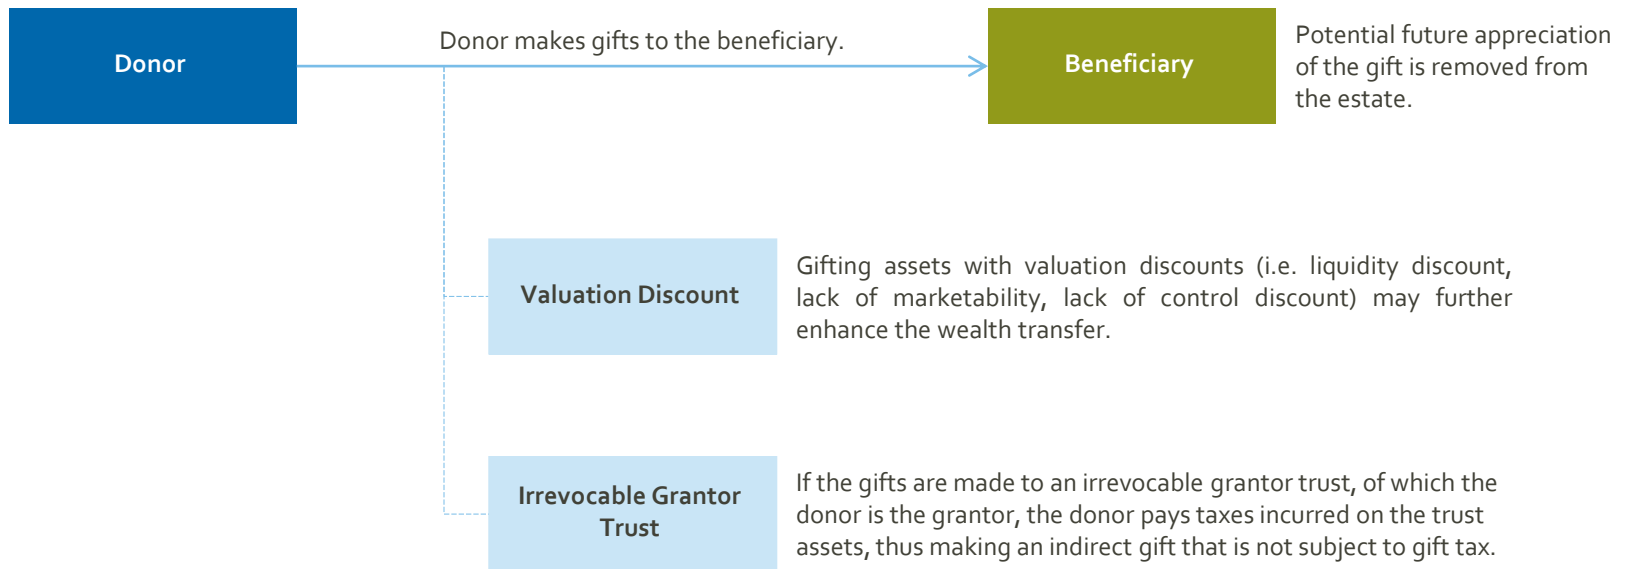 Donor
Donor makes gifts to the beneficiary.
Beneficiary
Potential future appreciation
of the gift is removed from
the estate.
Valuation Discount
Gifting assets with valuation discounts (i.e. liquidity discount,
lack of marketability, lack of control discount) may further
enhance the wealth transfer.
Irrevocable Grantor
Trust
If the gifts are made to an irrevocable grantor trust, of which the
donor is the grantor, the donor pays taxes incurred on the trust
assets, thus making an indirect gift that is not subject to gift tax.